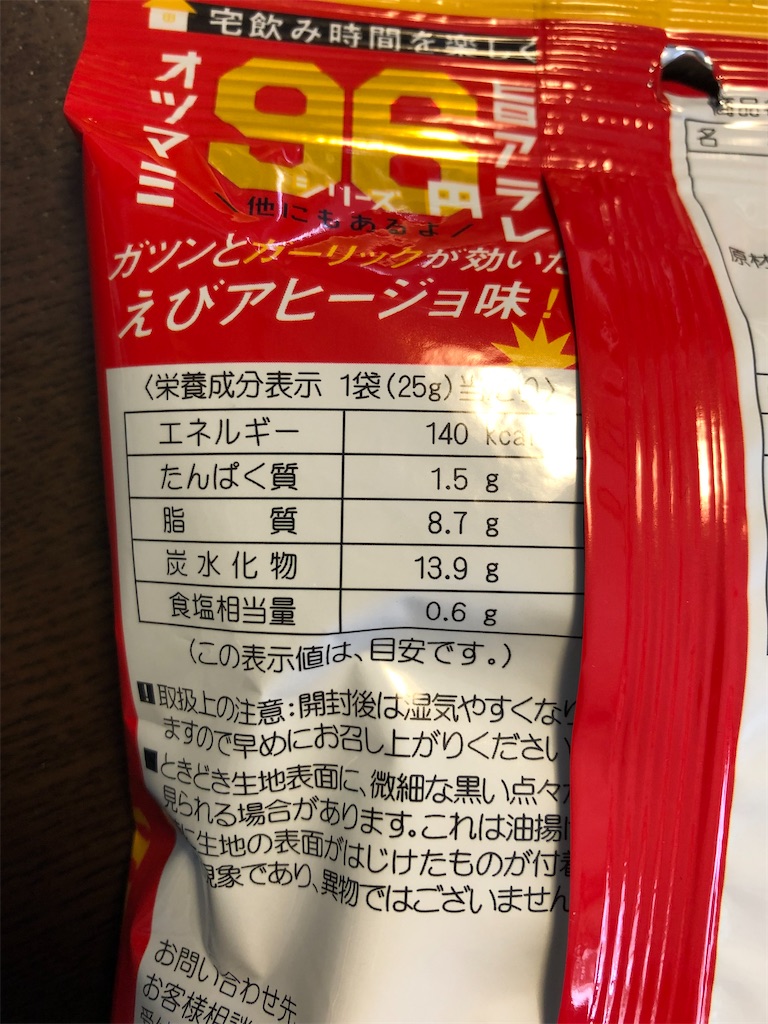 宅飲み時間を楽し
オツマミ
96円
シリーズ
旨アラレ
\他にもあるよ/
ガツンとガーリックが効いた
えびアヒージョ味!
〈栄養成分表示 1袋(25g)当たり〉
エネルギー 140 kcal
たんぱく質 1.5 g
脂質 8.7 g
炭水化物 13.9 g
食塩相当量 0.6 g
(この表示値は、目安です。)
取扱上の注意:開封後は湿気やすくなり
ますので早めにお召し上がりください
ときどき生地表面に、微細な黒い点々が
見られる場合があります。これは油揚げ
に生地の表面がはじけたものが付着
現象であり、異物ではございません
お問い合わせ先
お客様相談
商品
名
原材